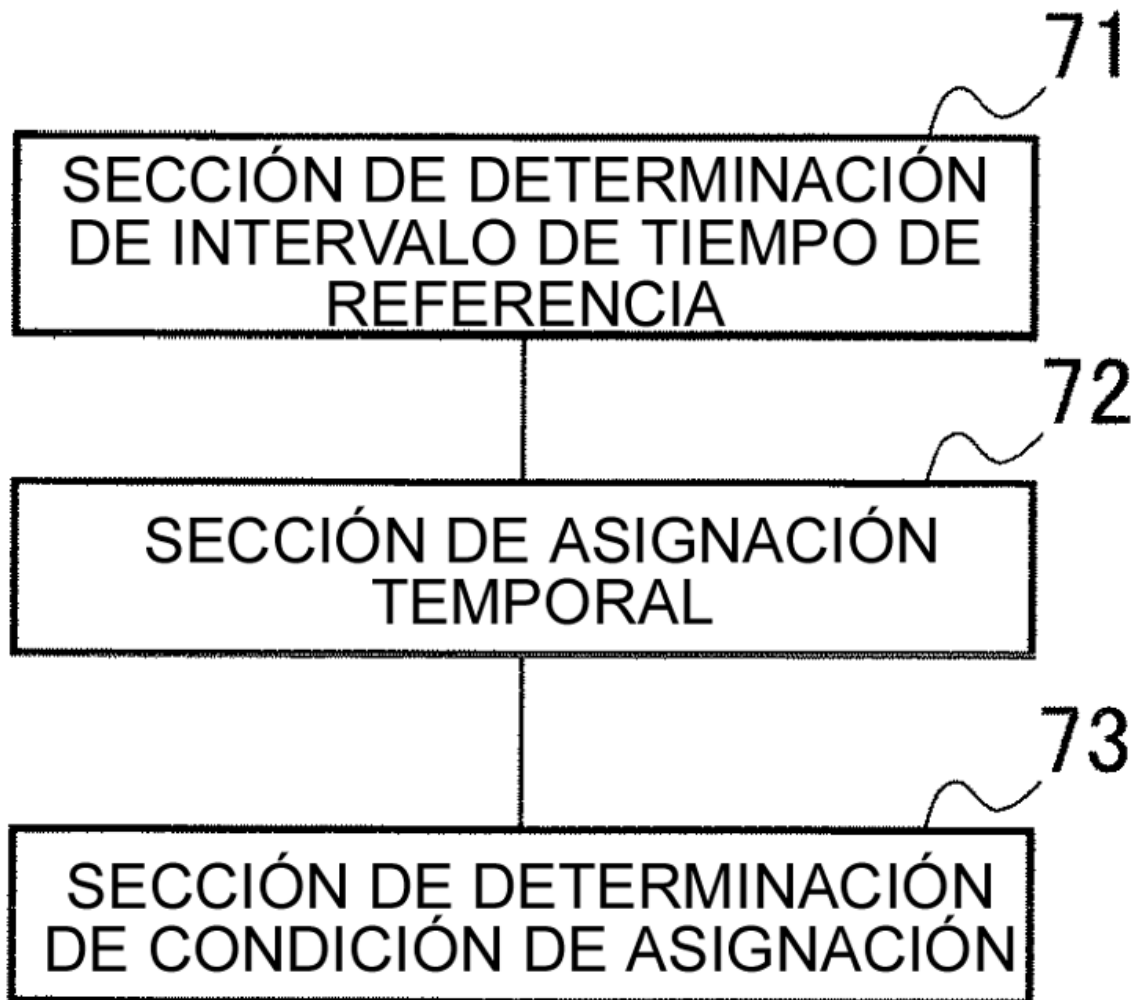 71
SECCIÓN DE DETERMINACIÓN
DE INTERVALO DE TIEMPO DE
REFERENCIA
72
SECCIÓN DE ASIGNACIÓN
TEMPORAL
73
SECCIÓN DE DETERMINACIÓN
DE CONDICIÓN DE ASIGNACIÓN